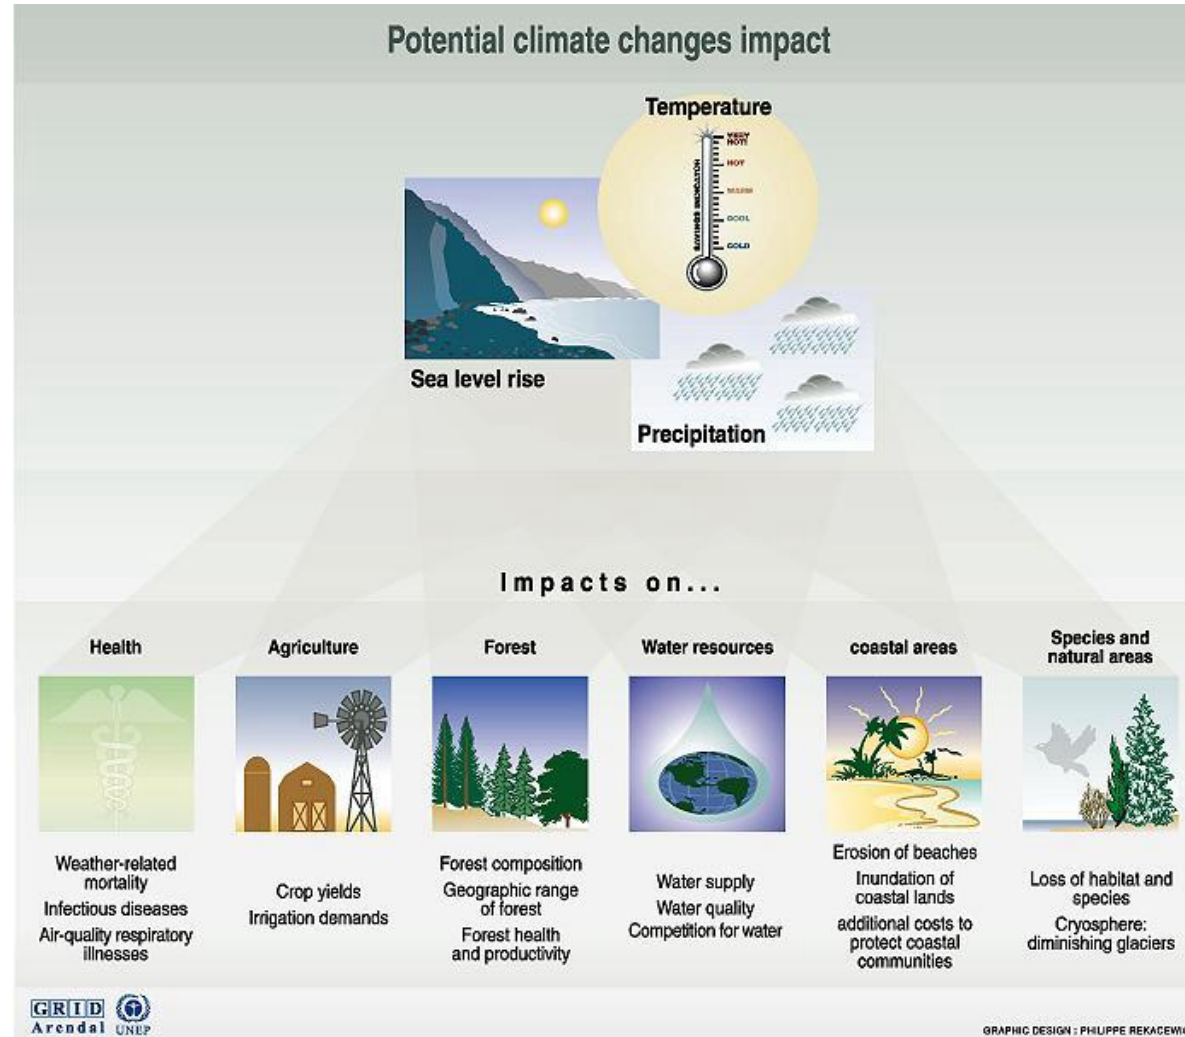 Potential climate changes impact
Temperature
VERY
HOT!
HOT
WARM
COOL
COLD
Sea level rise
Precipitation
Impacts on...
Health
Weather-related
mortality
Infectious diseases
Air-quality respiratory
illnesses
Agriculture
Crop yields
Irrigation demands
Forest
Forest composition
Geographic range
of forest
Forest health
and productivity
Water resources
Water supply
Water quality
Competition for water
coastal areas
Erosion of beaches
Inundation of
coastal lands
additional costs to
protect coastal
communities
Species and
natural areas
Loss of habitat and
species
Cryosphere:
diminishing glaciers
GRID
Arendal
UNEP
GRAPHIC DESIGN : PHILIPPE REKACEWI